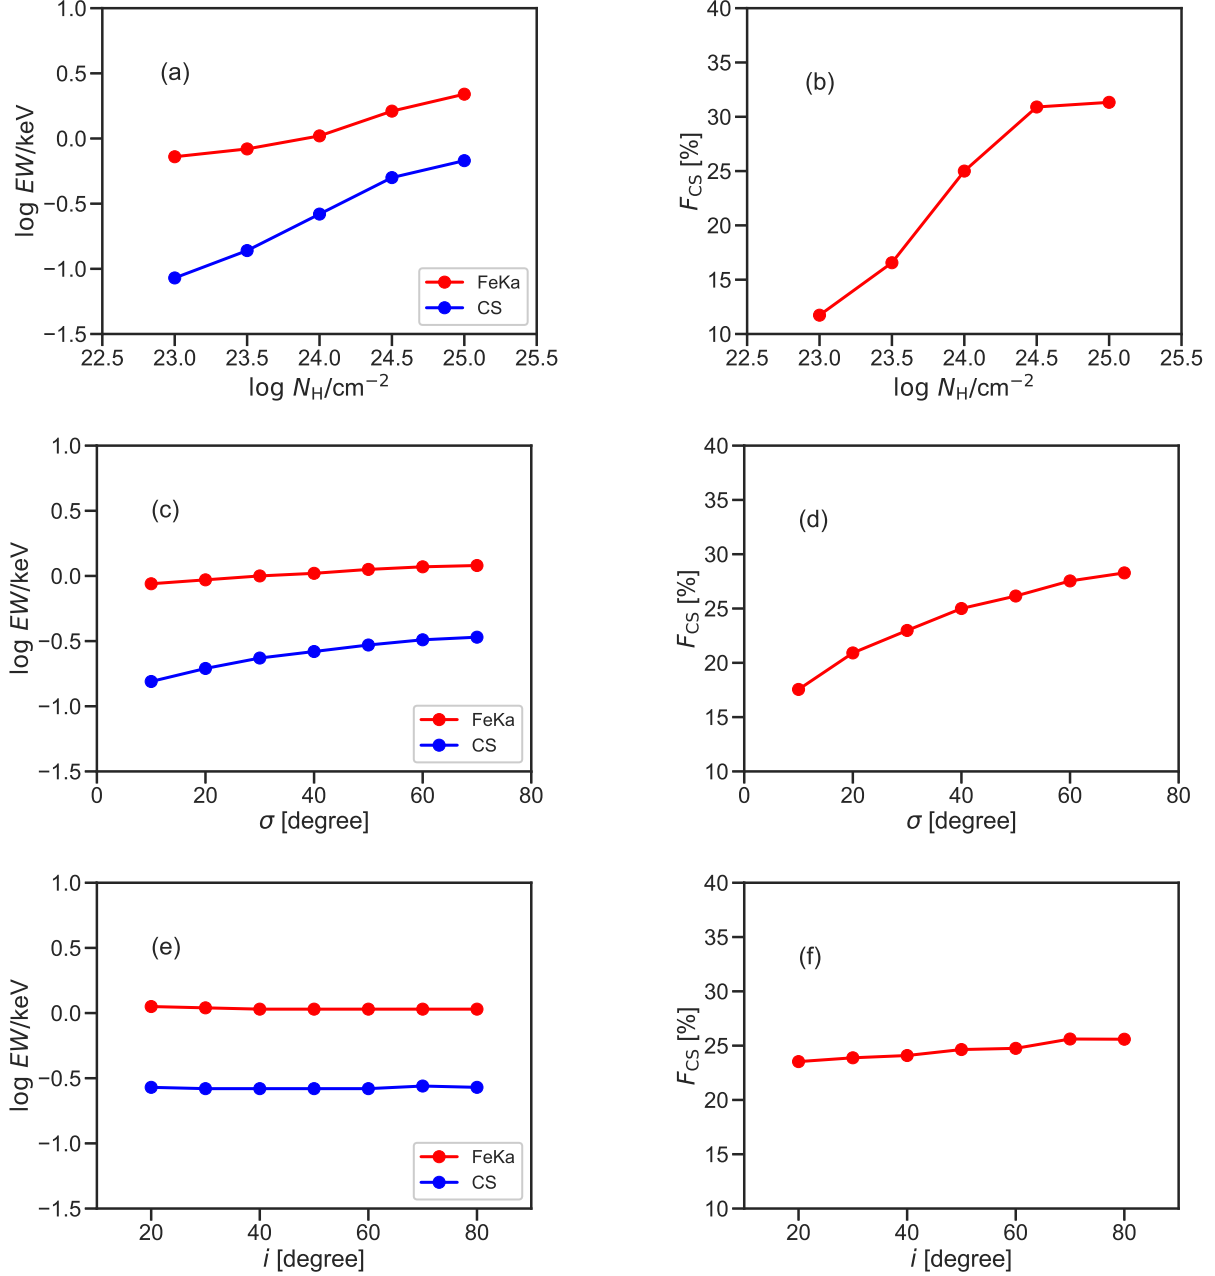 1.0
0.5
0.0
−0.5
−1.0
−1.5
log EW/keV
(a)
FeKa
CS
22.5 23.0 23.5 24.0 24.5 25.0 25.5
log N_H/cm⁻²
40
35
30
25
20
15
10
F_CS [%]
(b)
22.5 23.0 23.5 24.0 24.5 25.0 25.5
log N_H/cm⁻²
1.0
0.5
0.0
−0.5
−1.0
−1.5
log EW/keV
(c)
FeKa
CS
0 20 40 60 80
σ [degree]
40
35
30
25
20
15
10
F_CS [%]
(d)
0 20 40 60 80
σ [degree]
1.0
0.5
0.0
−0.5
−1.0
−1.5
log EW/keV
(e)
FeKa
CS
20 40 60 80
i [degree]
40
35
30
25
20
15
10
F_CS [%]
(f)
20 40 60 80
i [degree]